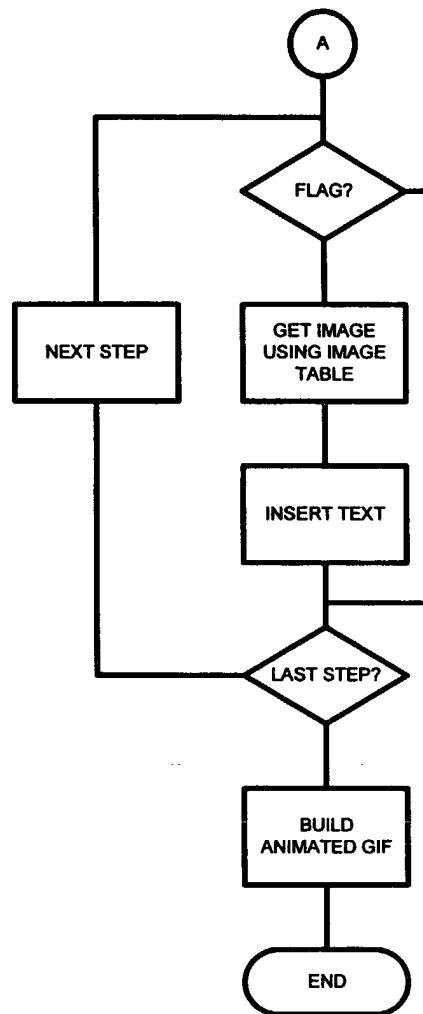 A
FLAG?
NEXT STEP
GET IMAGE
USING IMAGE
TABLE
INSERT TEXT
LAST STEP?
BUILD
ANIMATED GIF
END